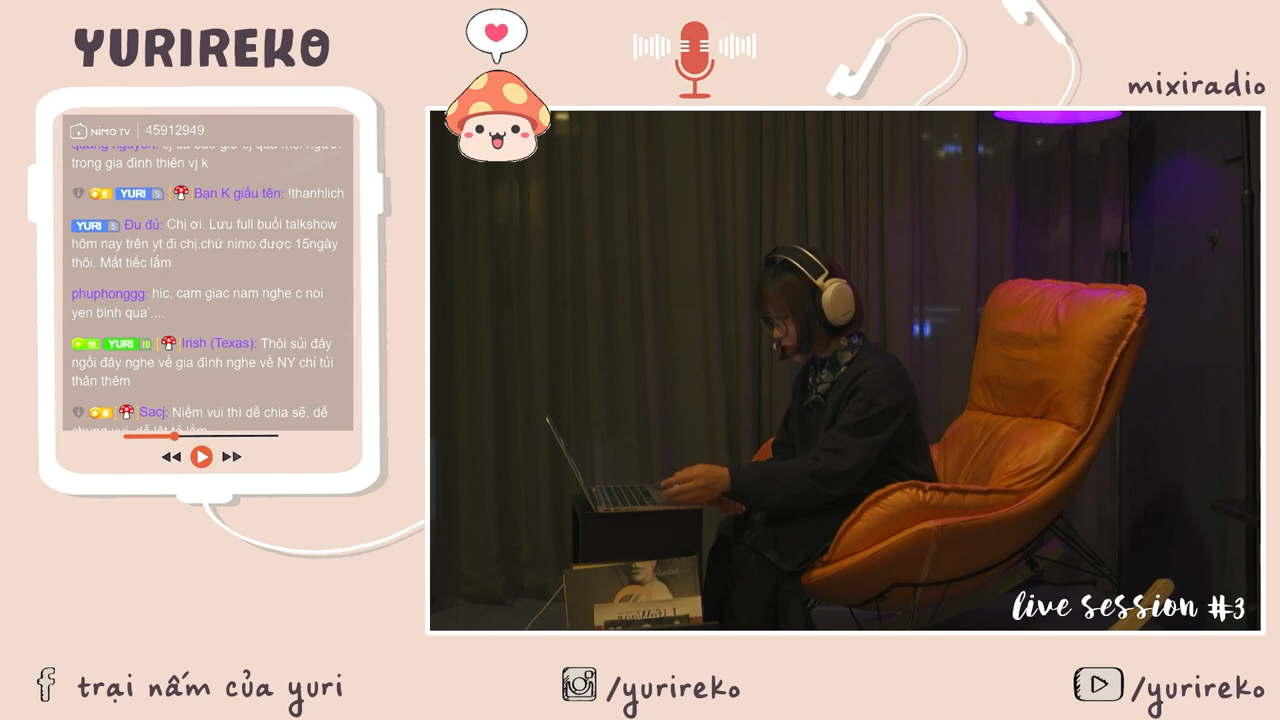 YURIREKO
mixiradio
NIMO TV | 45912949
trong gia đình thiên vị k
YURI 5 Bạn K giấu tên: !thanhlich
YURI 5 Đu đủ: Chị ơi. Lưu full buổi talkshow
hôm nay trên yt đi chị.chứ nimo được 15ngày
thôi. Mất tiếc lắm
phuphonggg: hic, cam giac nam nghe c noi
yen binh qua`....
10 YURI 10 Irish (Texas): Thôi sủi đây
ngồi đây nghe về gia đình nghe về NY chỉ tủi
thân thêm
Sacj: Niềm vui thì dễ chia sẽ, dễ
live session #3
trại nấm của yuri
/yurireko
/yurireko